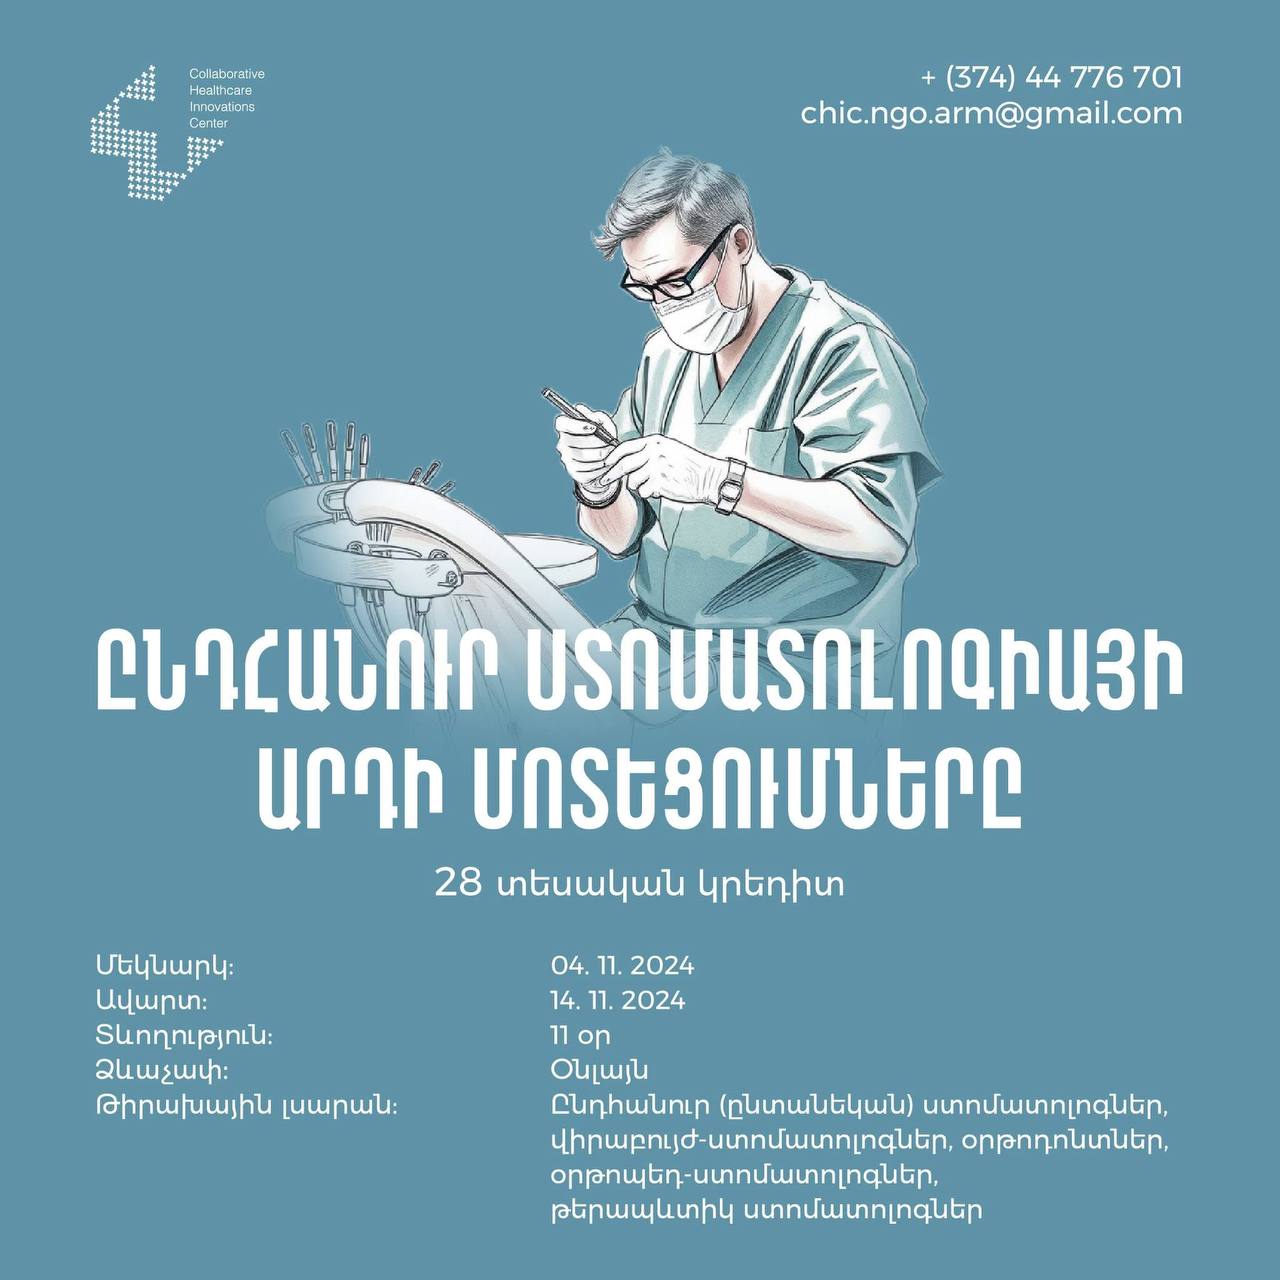 Collaborative
Healthcare
Innovations
Center
+ (374) 44 776 701
chic.ngo.arm@gmail.com
ԸՆԴՀԱՆՈՒՐ ՍՏՈՄԱՏՈԼՈԳԻԱՅԻ
ԱՐԴԻ ՄՈՏԵՑՈՒՄՆԵՐԸ
28 տեսական կրեդիտ
Մեկնարկ: 04. 11. 2024
Ավարտ: 14. 11. 2024
Տևողություն: 11 օր
Ձևաչափ: Օնլայն
Թիրախային լսարան: Ընդհանուր (ընտանեկան) ստոմատոլոգներ,
վիրաբույժ-ստոմատոլոգներ, օրթոդոնտներ,
օրթոպեդ-ստոմատոլոգներ,
թերապևտիկ ստոմատոլոգներ